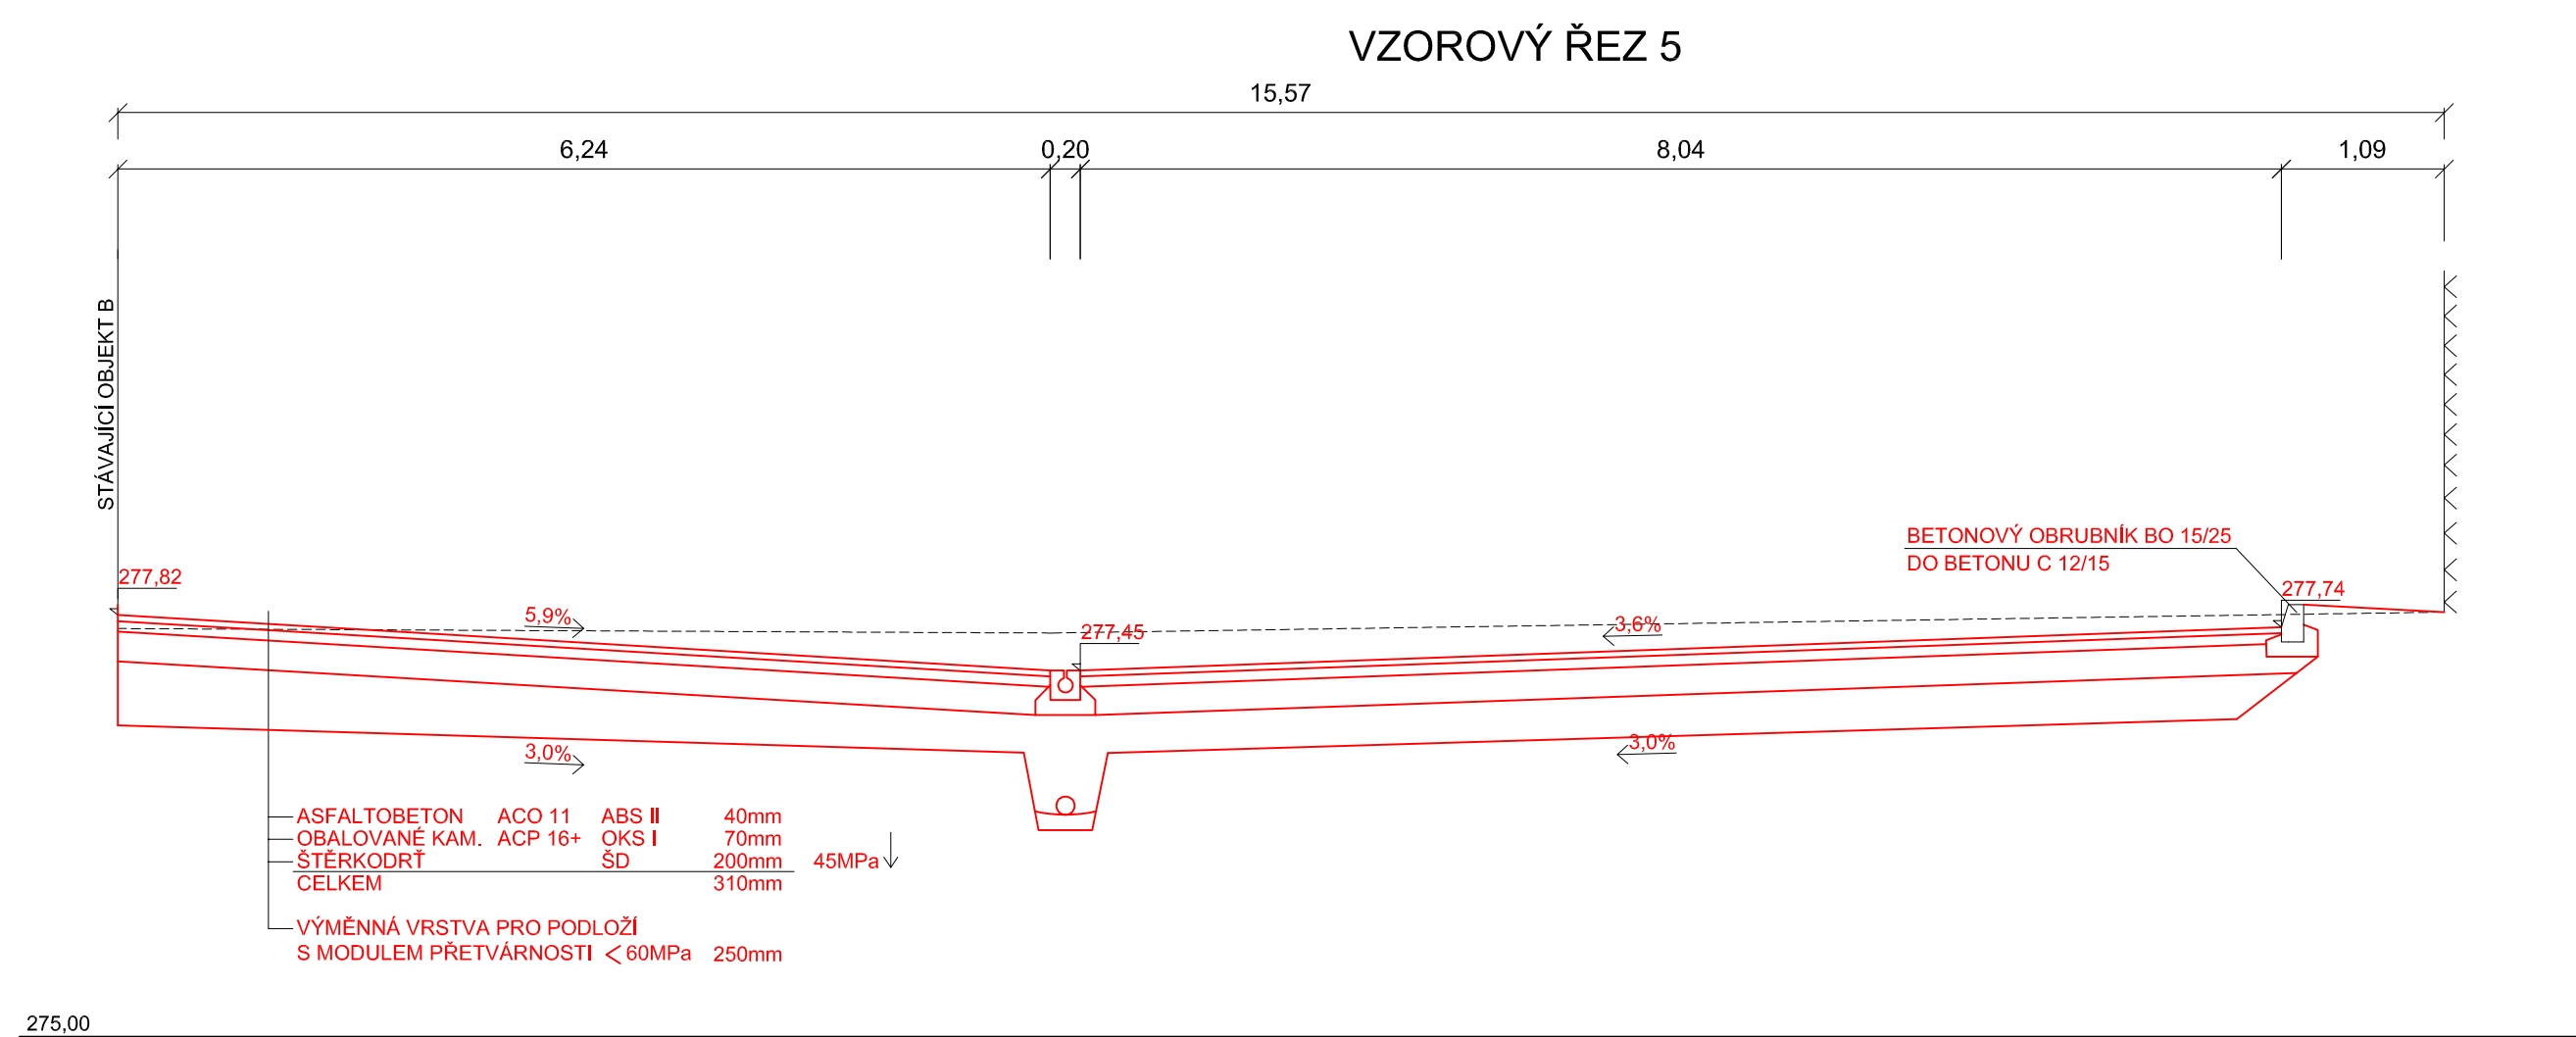 VZOROVÝ ŘEZ 5
15,57
6,24 0,20 8,04 1,09
STÁVAJÍCÍ OBJEKT B
BETONOVÝ OBRUBNÍK BO 15/25
DO BETONU C 12/15
277,82
277,74
5,9%
277,45
3,6%
3,0%
3,0%
ASFALTOBETON ACO 11 ABS II 40mm
OBALOVANÉ KAM. ACP 16+ OKS I 70mm
ŠTĚRKODRŤ ŠD 200mm 45MPa
CELKEM 310mm
VÝMĚNNÁ VRSTVA PRO PODLOŽÍ
S MODULEM PŘETVÁRNOSTI < 60MPa 250mm
275,00